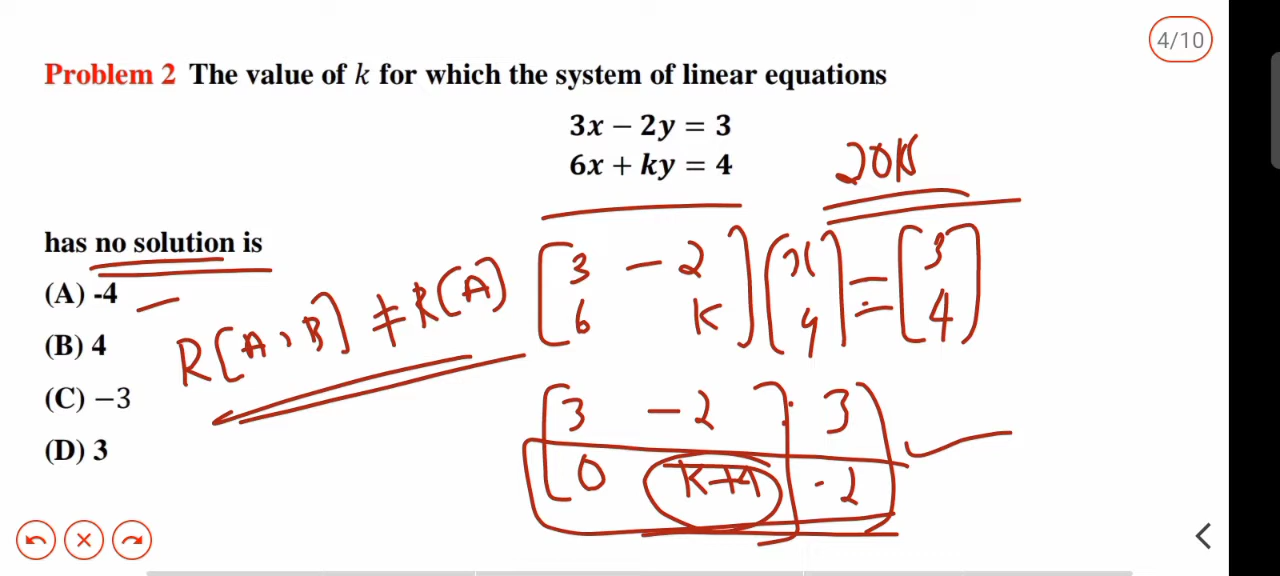 4/10
Problem 2 The value of k for which the system of linear equations
3x − 2y = 3
6x + ky = 4
has no solution is
(A) -4
(B) 4
(C) −3
(D) 3
R[A,B] ≠ R[A]
[3 −2] [x] = [3]
[6 k] [y] = [4]
[3 −2 : 3]
[0 k+4 : -2]